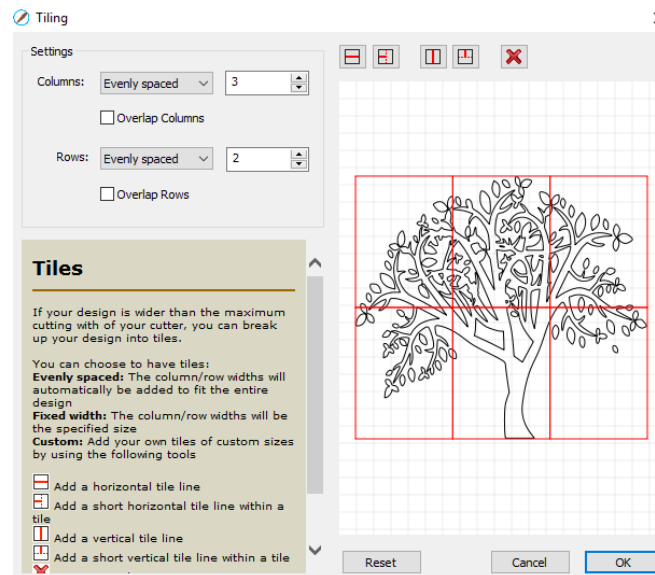 Tiling
Settings
Columns: Evenly spaced 3
Overlap Columns
Rows: Evenly spaced 2
Overlap Rows
Tiles
If your design is wider than the maximum
cutting with of your cutter, you can break
up your design into tiles.
You can choose to have tiles:
Evenly spaced: The column/row widths will
automatically be added to fit the entire
design
Fixed width: The column/row widths will be
the specified size
Custom: Add your own tiles of custom sizes
by using the following tools
Add a horizontal tile line
Add a short horizontal tile line within a
tile
Add a vertical tile line
Add a short vertical tile line within a tile
Reset Cancel OK